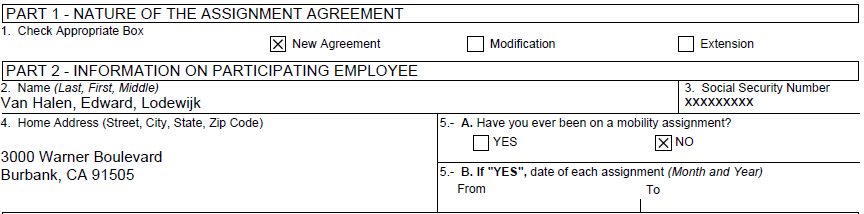 PART 1 - NATURE OF THE ASSIGNMENT AGREEMENT
1. Check Appropriate Box
New Agreement Modification Extension
PART 2 - INFORMATION ON PARTICIPATING EMPLOYEE
2. Name (Last, First, Middle)
Van Halen, Edward, Lodewijk
3. Social Security Number
xxxxxxxxx
4. Home Address (Street, City, State, Zip Code)
3000 Warner Boulevard
Burbank, CA 91505
5.- A. Have you ever been on a mobility assignment?
YES NO
5.- B. If "YES", date of each assignment (Month and Year)
From To